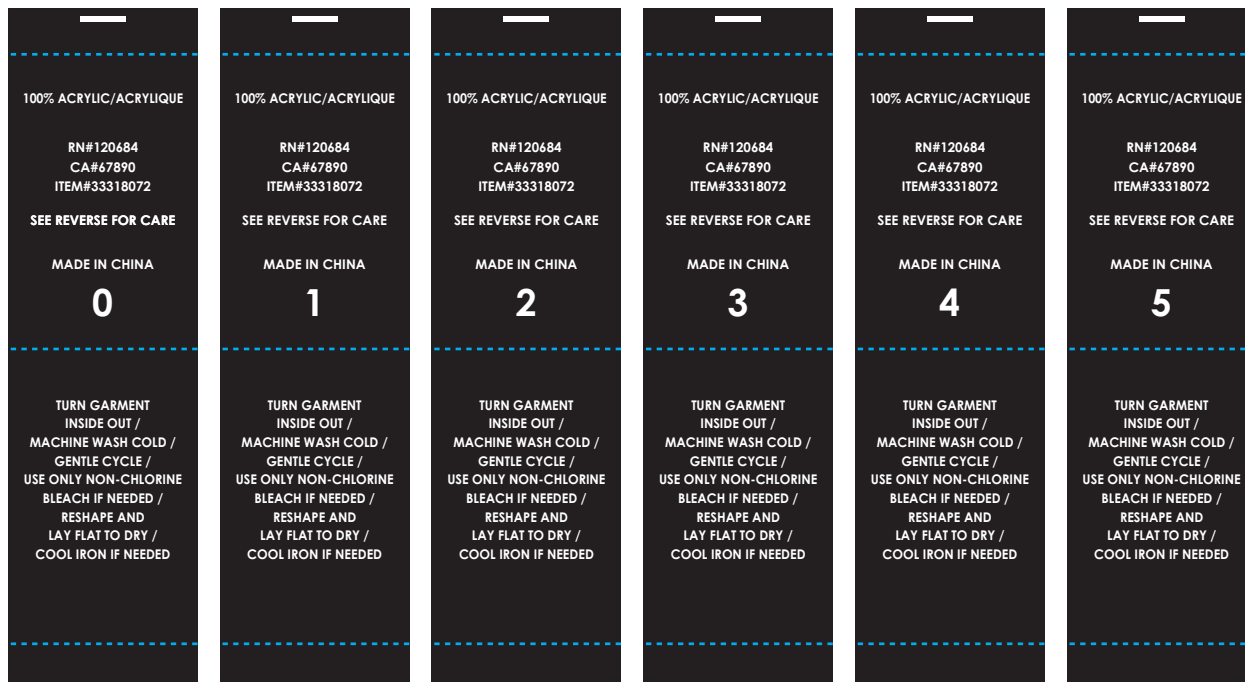 100% ACRYLIC/ACRYLIQUE
RN#120684
CA#67890
ITEM#33318072
SEE REVERSE FOR CARE
MADE IN CHINA
0
TURN GARMENT
INSIDE OUT /
MACHINE WASH COLD /
GENTLE CYCLE /
USE ONLY NON-CHLORINE
BLEACH IF NEEDED /
RESHAPE AND
LAY FLAT TO DRY /
COOL IRON IF NEEDED
100% ACRYLIC/ACRYLIQUE
RN#120684
CA#67890
ITEM#33318072
SEE REVERSE FOR CARE
MADE IN CHINA
1
TURN GARMENT
INSIDE OUT /
MACHINE WASH COLD /
GENTLE CYCLE /
USE ONLY NON-CHLORINE
BLEACH IF NEEDED /
RESHAPE AND
LAY FLAT TO DRY /
COOL IRON IF NEEDED
100% ACRYLIC/ACRYLIQUE
RN#120684
CA#67890
ITEM#33318072
SEE REVERSE FOR CARE
MADE IN CHINA
2
TURN GARMENT
INSIDE OUT /
MACHINE WASH COLD /
GENTLE CYCLE /
USE ONLY NON-CHLORINE
BLEACH IF NEEDED /
RESHAPE AND
LAY FLAT TO DRY /
COOL IRON IF NEEDED
100% ACRYLIC/ACRYLIQUE
RN#120684
CA#67890
ITEM#33318072
SEE REVERSE FOR CARE
MADE IN CHINA
3
TURN GARMENT
INSIDE OUT /
MACHINE WASH COLD /
GENTLE CYCLE /
USE ONLY NON-CHLORINE
BLEACH IF NEEDED /
RESHAPE AND
LAY FLAT TO DRY /
COOL IRON IF NEEDED
100% ACRYLIC/ACRYLIQUE
RN#120684
CA#67890
ITEM#33318072
SEE REVERSE FOR CARE
MADE IN CHINA
4
TURN GARMENT
INSIDE OUT /
MACHINE WASH COLD /
GENTLE CYCLE /
USE ONLY NON-CHLORINE
BLEACH IF NEEDED /
RESHAPE AND
LAY FLAT TO DRY /
COOL IRON IF NEEDED
100% ACRYLIC/ACRYLIQUE
RN#120684
CA#67890
ITEM#33318072
SEE REVERSE FOR CARE
MADE IN CHINA
5
TURN GARMENT
INSIDE OUT /
MACHINE WASH COLD /
GENTLE CYCLE /
USE ONLY NON-CHLORINE
BLEACH IF NEEDED /
RESHAPE AND
LAY FLAT TO DRY /
COOL IRON IF NEEDED